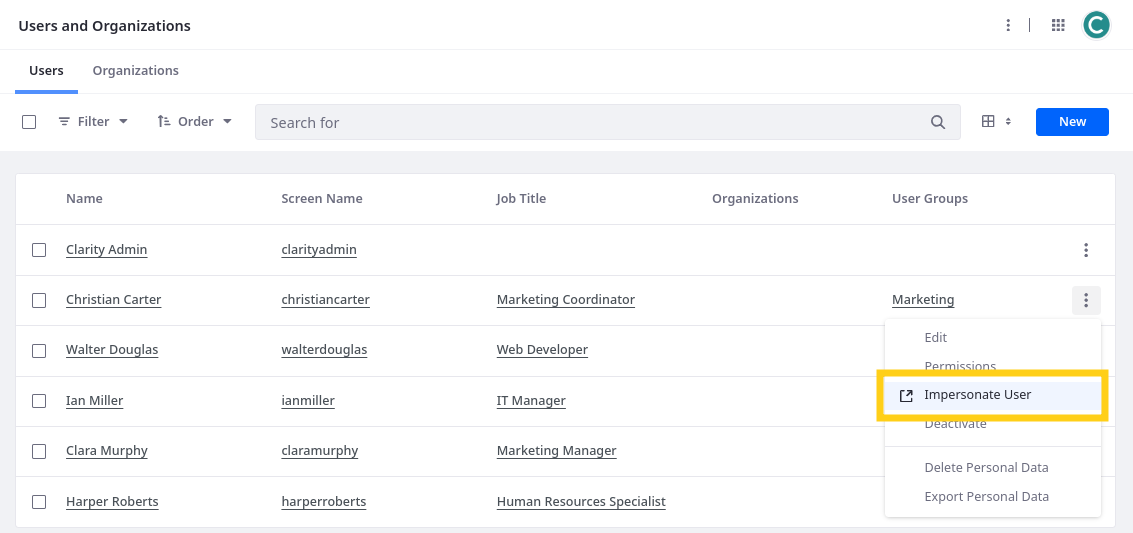 Users and Organizations
C
Users Organizations
Filter Order Search for New
Name Screen Name Job Title Organizations User Groups
Clarity Admin clarityadmin
Christian Carter christiancarter Marketing Coordinator Marketing
Edit
Walter Douglas walterdouglas Web Developer
Permissions
Impersonate User
Ian Miller ianmiller IT Manager
Deactivate
Clara Murphy claramurphy Marketing Manager
Delete Personal Data
Harper Roberts harperroberts Human Resources Specialist
Export Personal Data